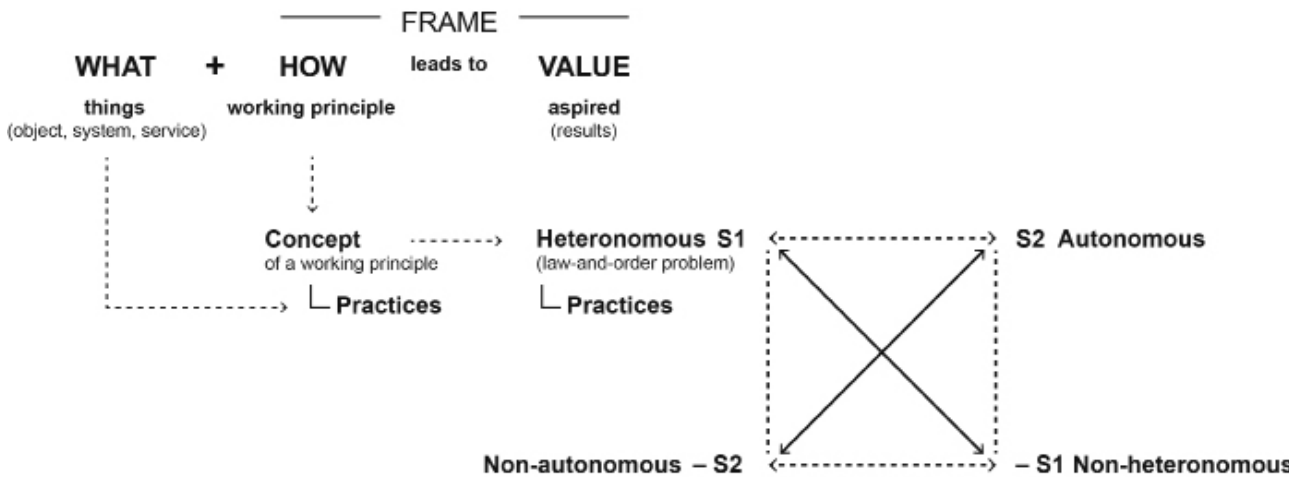 FRAME
WHAT + HOW leads to VALUE
things working principle aspired
(object, system, service) (results)
Concept Heteronomous S1 S2 Autonomous
of a working principle (law-and-order problem)
Practices Practices
Non-autonomous – S2 – S1 Non-heteronomous